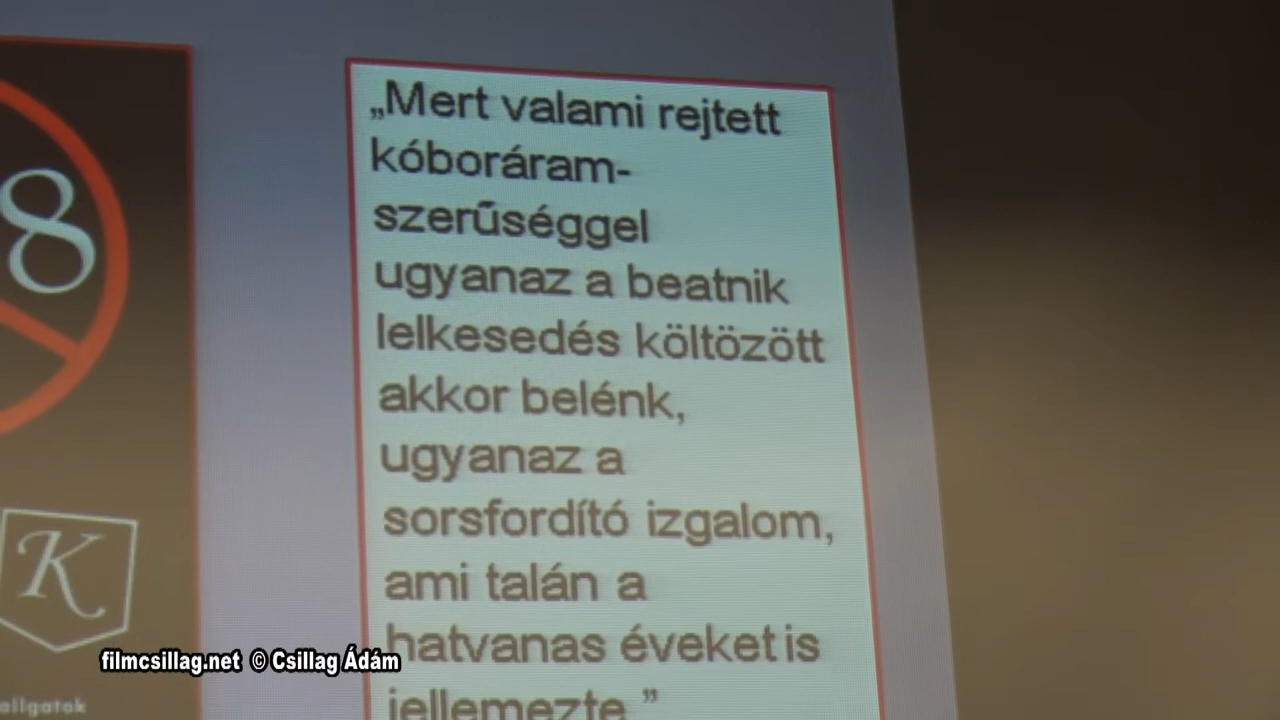 8
K
allgatok
„Mert valami rejtett
kóboráram-
szerűséggel
ugyanaz a beatnik
lelkesedés költözött
akkor belénk,
ugyanaz a
sorsfordító izgalom,
ami talán a
hatvanas éveket is
jellemezte.”
filmcsillag.net © Csillag Ádám